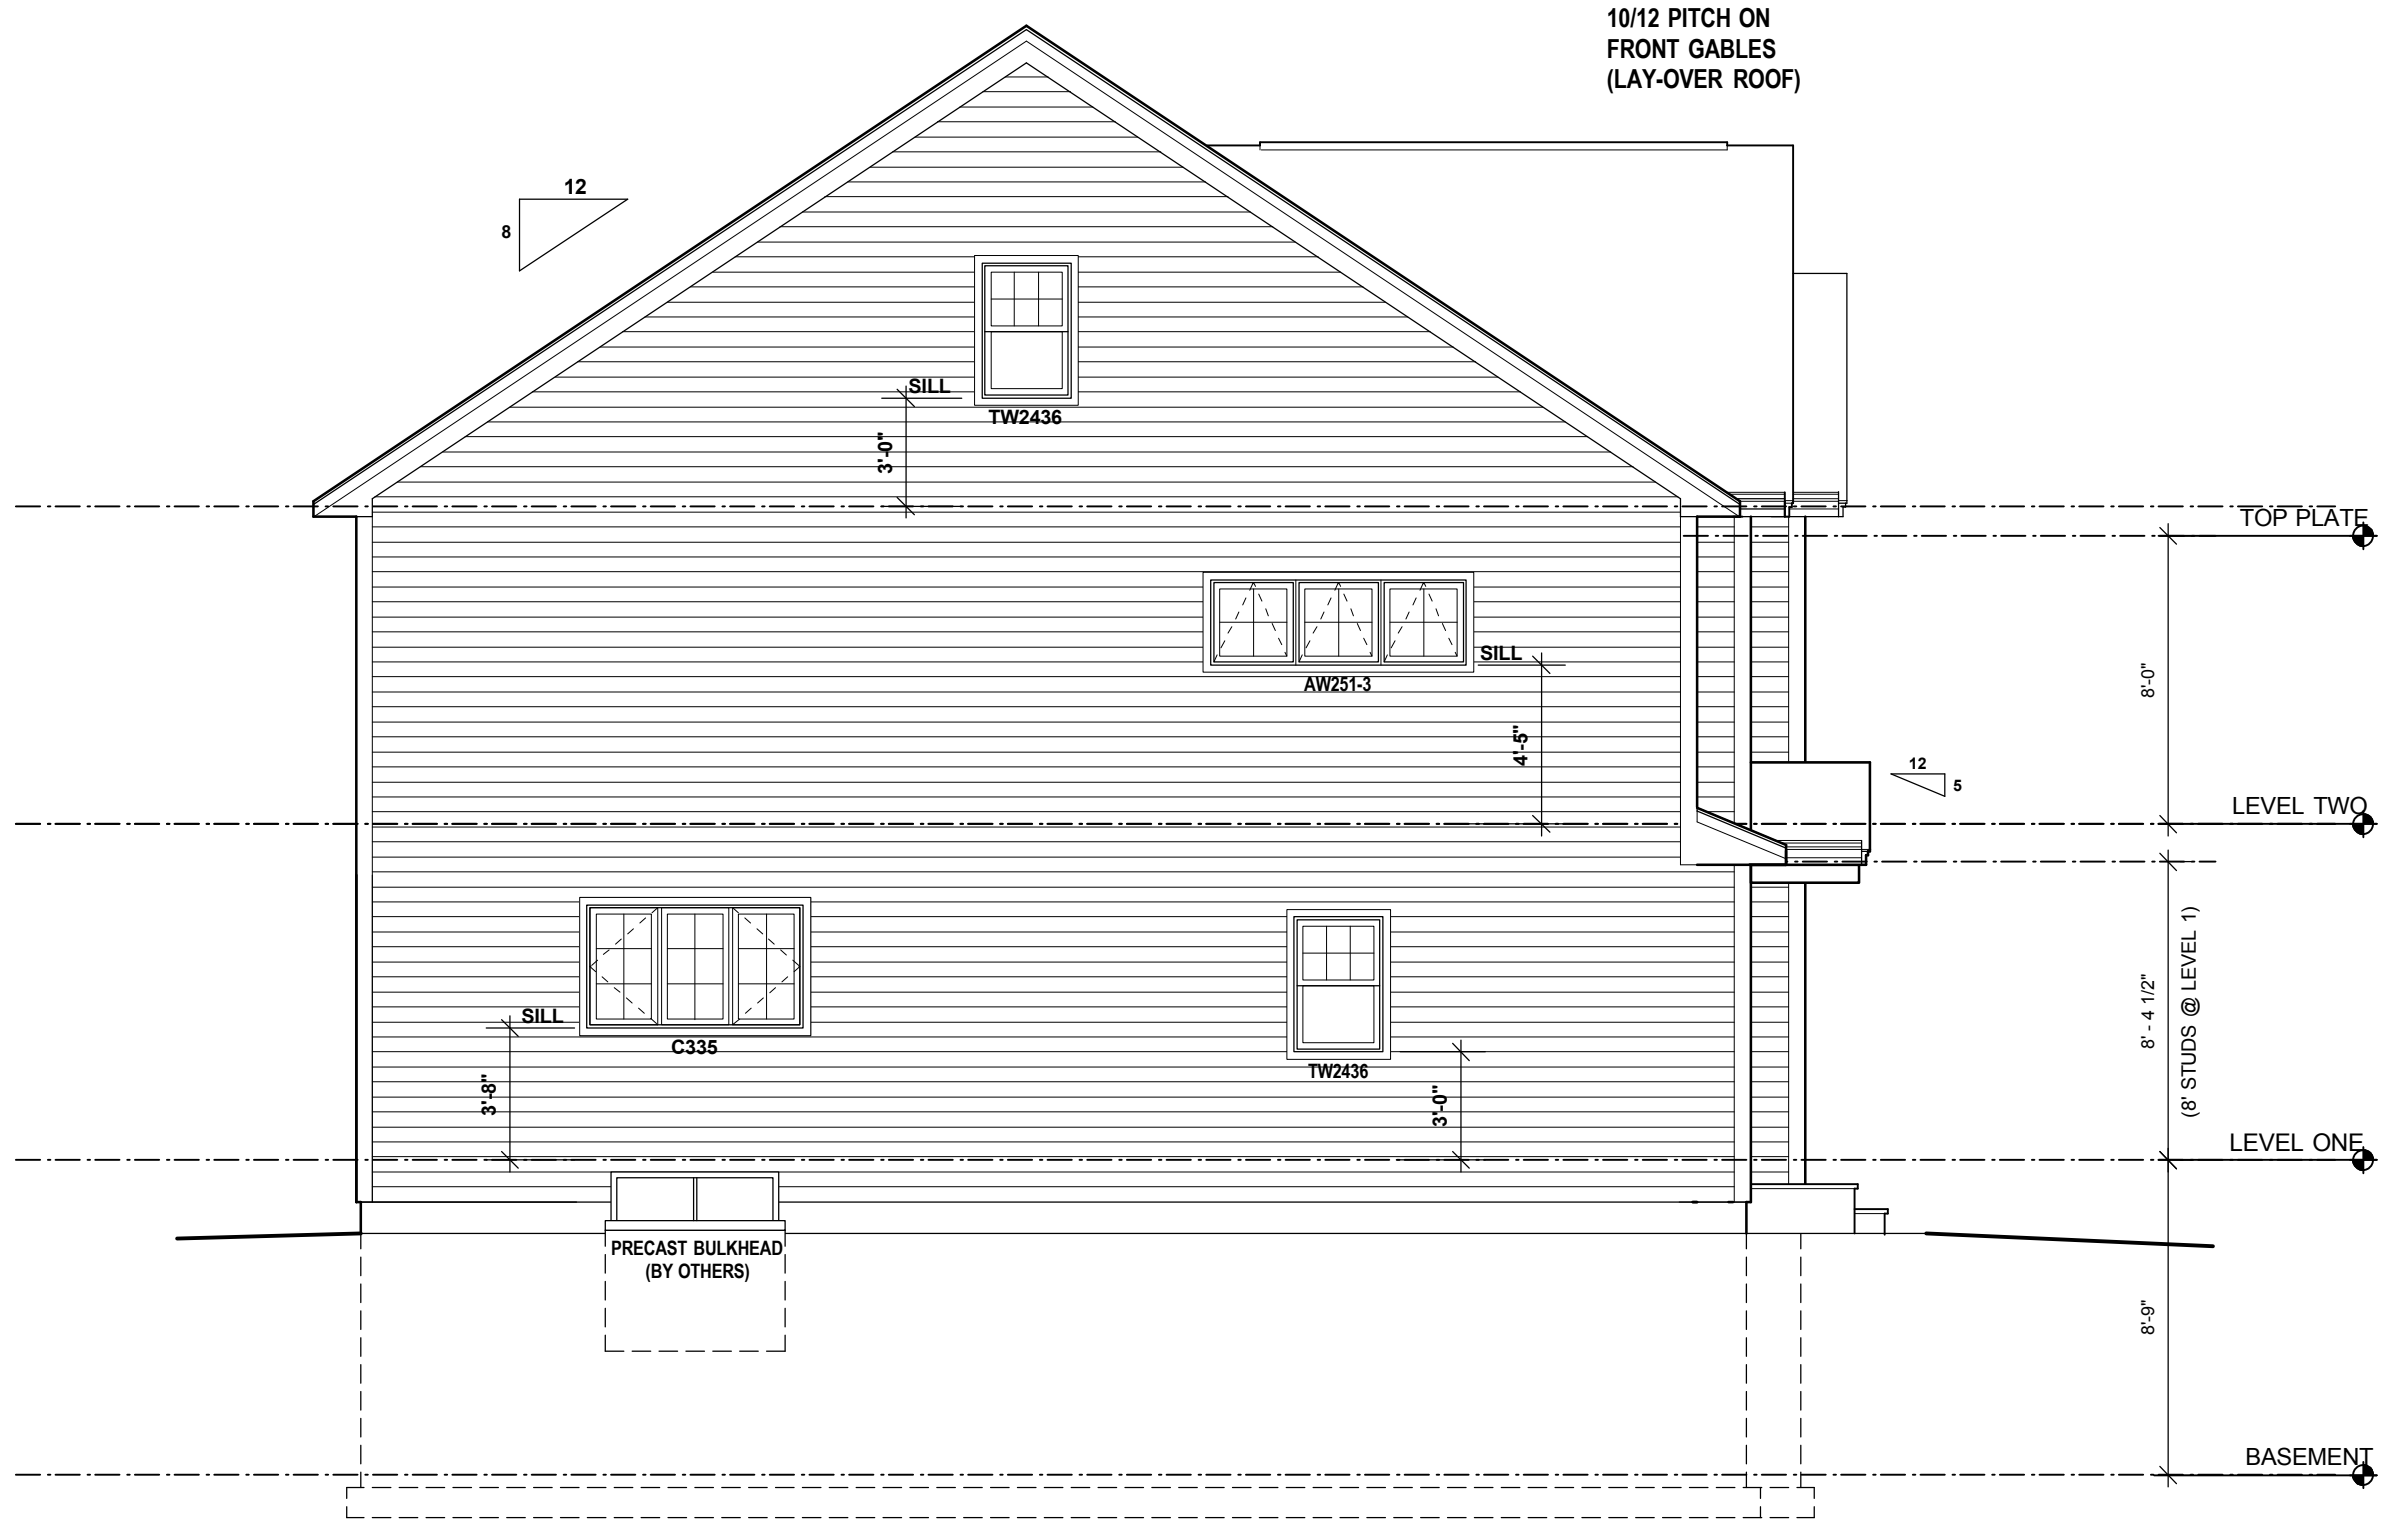 10/12 PITCH ON
FRONT GABLES
(LAY-OVER ROOF)
12
8
SILL
TW2436
3'-0"
TOP PLATE
SILL
AW251-3
8'-0"
4'-5"
12
5
LEVEL TWO
SILL
C335
TW2436
3'-8"
3'-0"
8' - 4 1/2"
(8' STUDS @ LEVEL 1)
LEVEL ONE
PRECAST BULKHEAD
(BY OTHERS)
8'-9"
BASEMENT